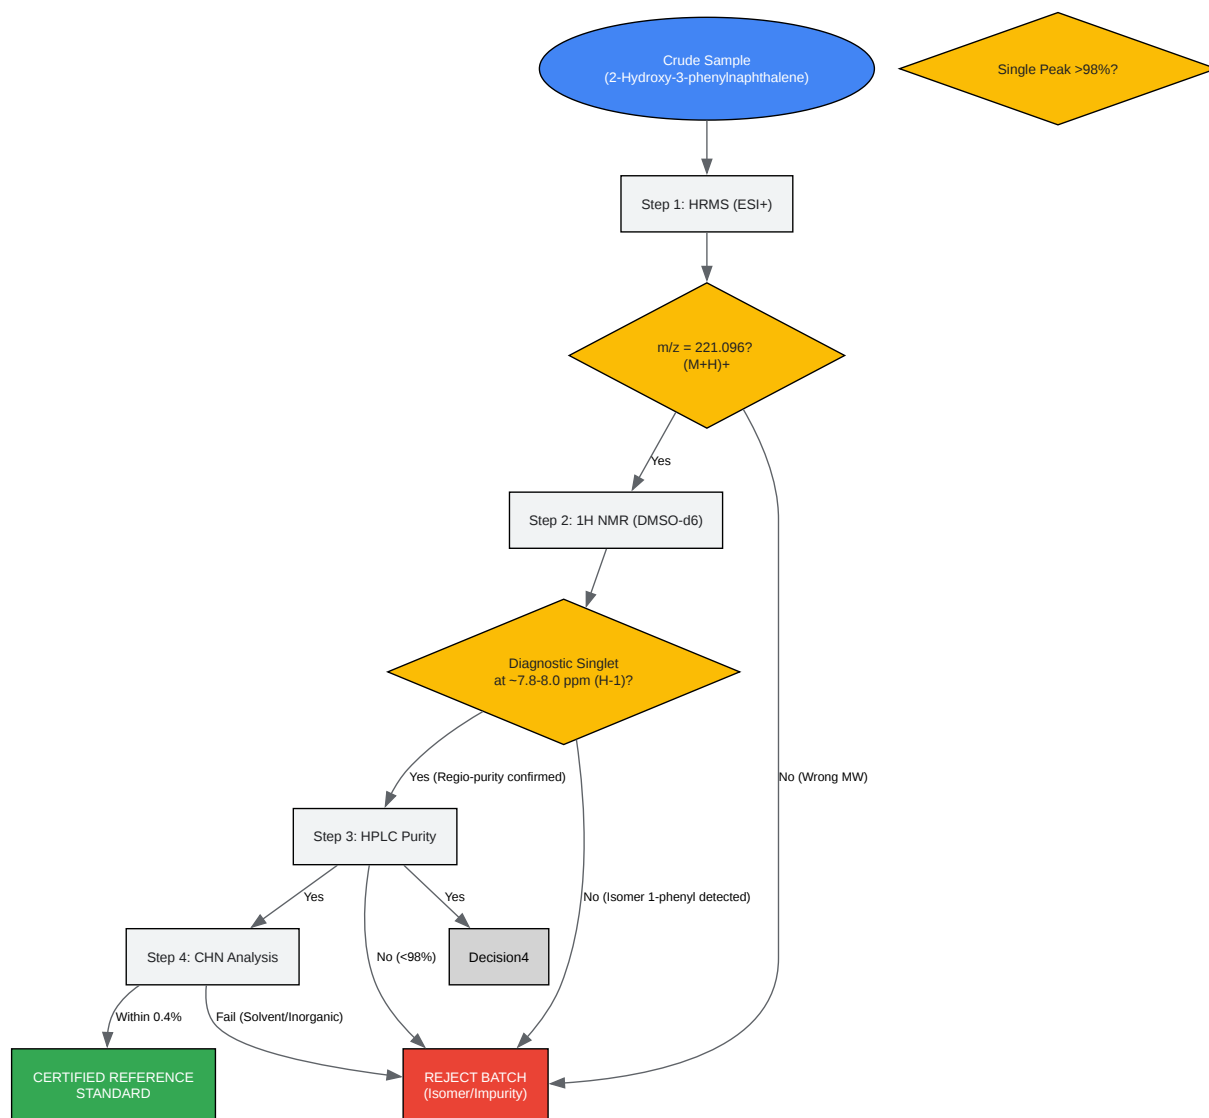 Crude Sample
(2-Hydroxy-3-phenylnaphthalene)
Single Peak >98%?
Step 1: HRMS (ESI+)
m/z = 221.096?
(M+H)+
Yes
Step 2: 1H NMR (DMSO-d6)
Diagnostic Singlet
at ~7.8-8.0 ppm (H-1)?
Yes (Regio-purity confirmed)
No (Wrong MW)
Step 3: HPLC Purity
Yes
Yes
No (Isomer 1-phenyl detected)
Step 4: CHN Analysis
No (<98%)
Decision4
Within 0.4%
Fail (Solvent/Inorganic)
CERTIFIED REFERENCE
STANDARD
REJECT BATCH
(Isomer/Impurity)